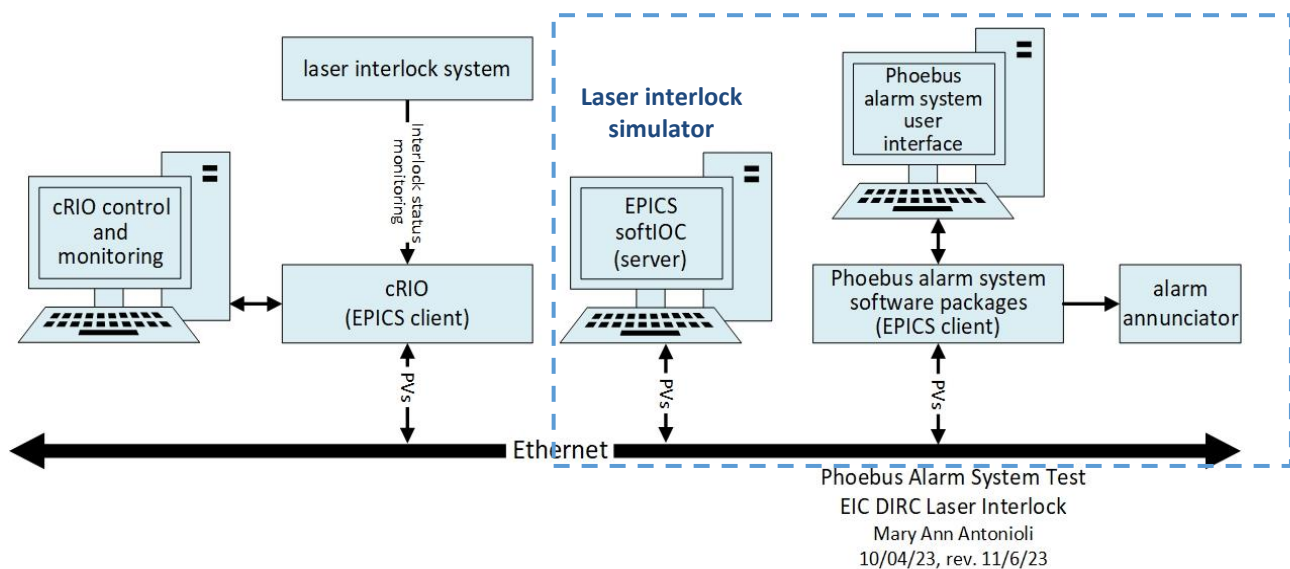 laser interlock system
Interlock status
monitoring
cRIO control
and
monitoring
cRIO
(EPICS client)
PVs
Laser interlock
simulator
EPICS
softIOC
(server)
PVs
Phoebus
alarm system
user
interface
Phoebus alarm system
software packages
(EPICS client)
alarm
annunciator
PVs
Ethernet
Phoebus Alarm System Test
EIC DIRC Laser Interlock
Mary Ann Antonioli
10/04/23, rev. 11/6/23